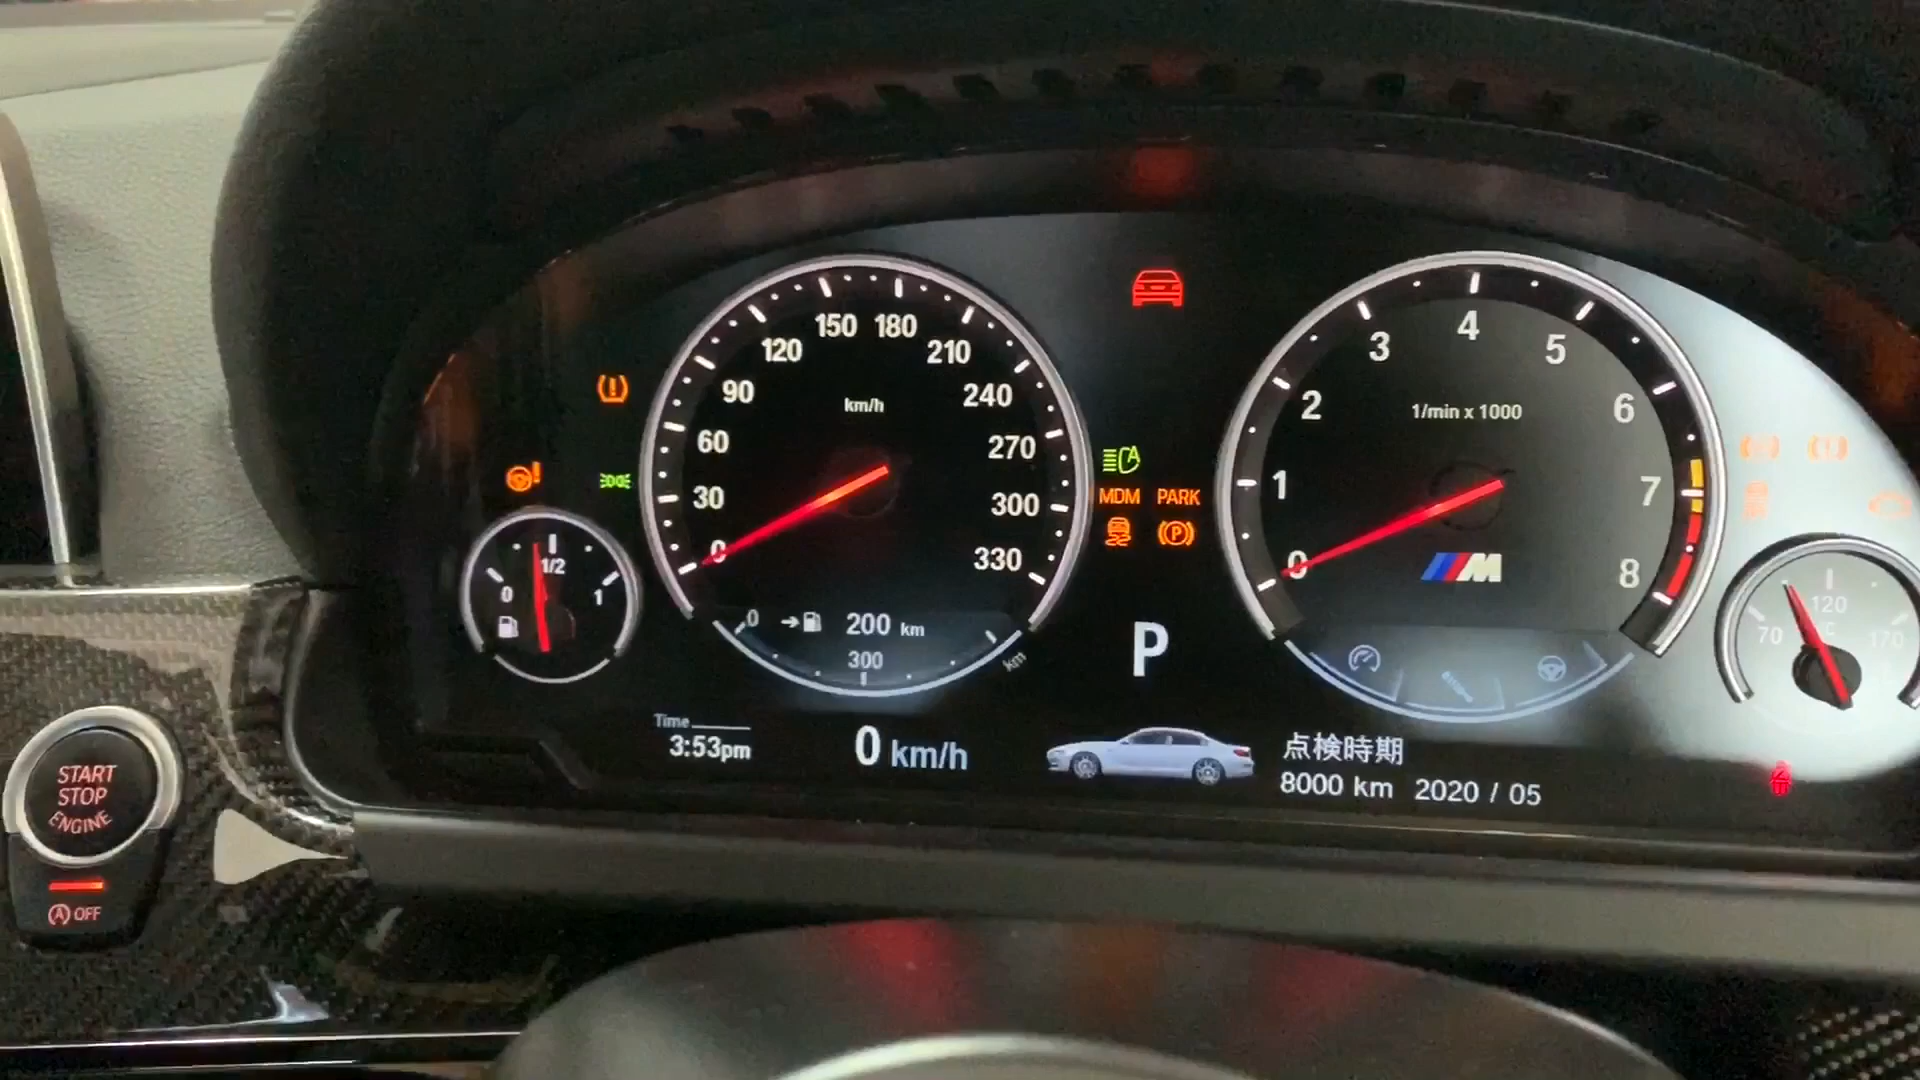 START
STOP
ENGINE
OFF
0
1/2
1
0
30
60
90
120
150
180
210
240
270
300
330
km/h
0
200 km
300
km
Time
3:53pm
0 km/h
MDM
PARK
P
0
1
2
3
4
5
6
7
8
1/min x 1000
M
点検時期
8000 km 2020 / 05
70
120
°C
170